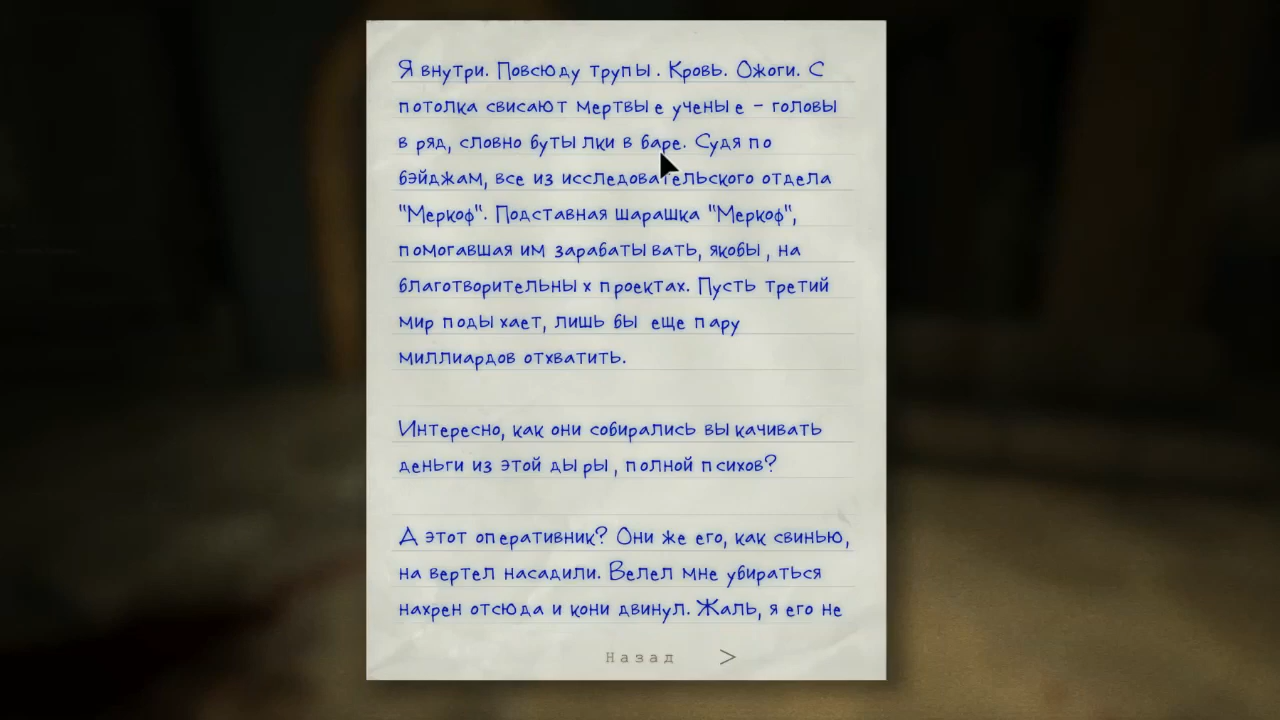 Я внутри. Повсюду трупы. Кровь. Ожоги. С
потолка свисают мертвые ученые - головы
в ряд, словно бутылки в баре. Судя по
бэйджам, все из исследовательского отдела
"Меркоф". Подставная шарашка "Меркоф",
помогавшая им зарабатывать, якобы, на
благотворительных проектах. Пусть третий
мир подыхает, лишь бы еще пару
миллиардов отхватить.
Интересно, как они собирались выкачивать
деньги из этой дыры, полной психов?
А этот оперативник? Они же его, как свинью,
на вертел насадили. Велел мне убираться
нахрен отсюда и кони двинул. Жаль, я его не
Назад >